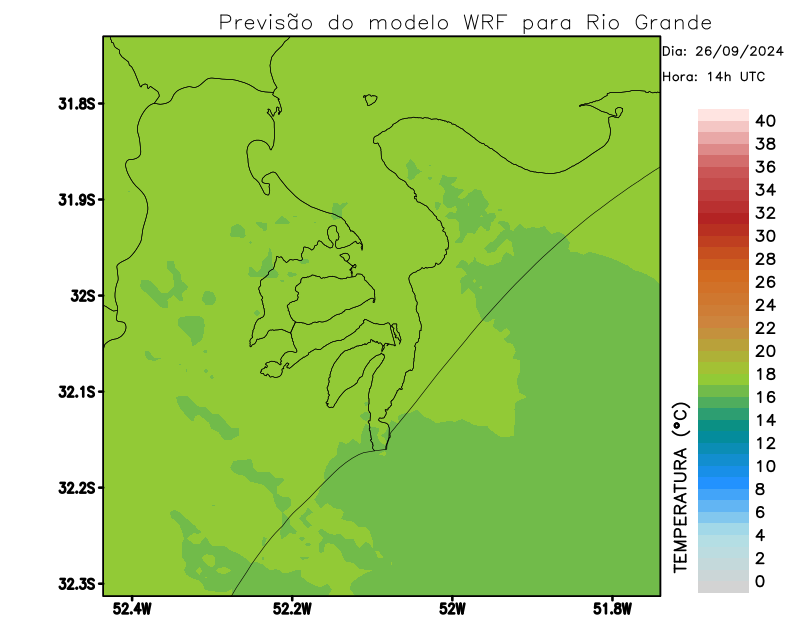 Previsão do modelo WRF para Rio Grande
Dia: 26/09/2024
Hora: 14h UTC
31.8S
31.9S
32S
32.1S
32.2S
32.3S
52.4W
52.2W
52W
51.8W
TEMPERATURA (°C)
40
38
36
34
32
30
28
26
24
22
20
18
16
14
12
10
8
6
4
2
0